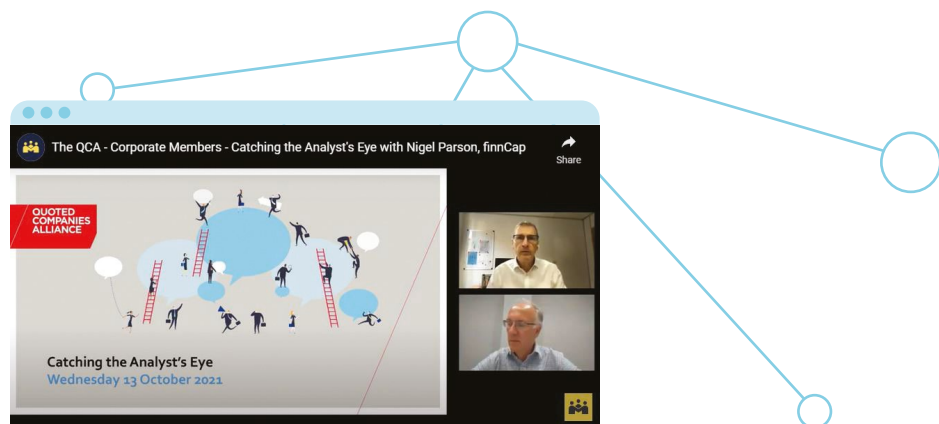 The QCA - Corporate Members - Catching the Analyst's Eye with Nigel Parson, finnCap
Share
QUOTED
COMPANIES
ALLIANCE
Catching the Analyst's Eye
Wednesday 13 October 2021